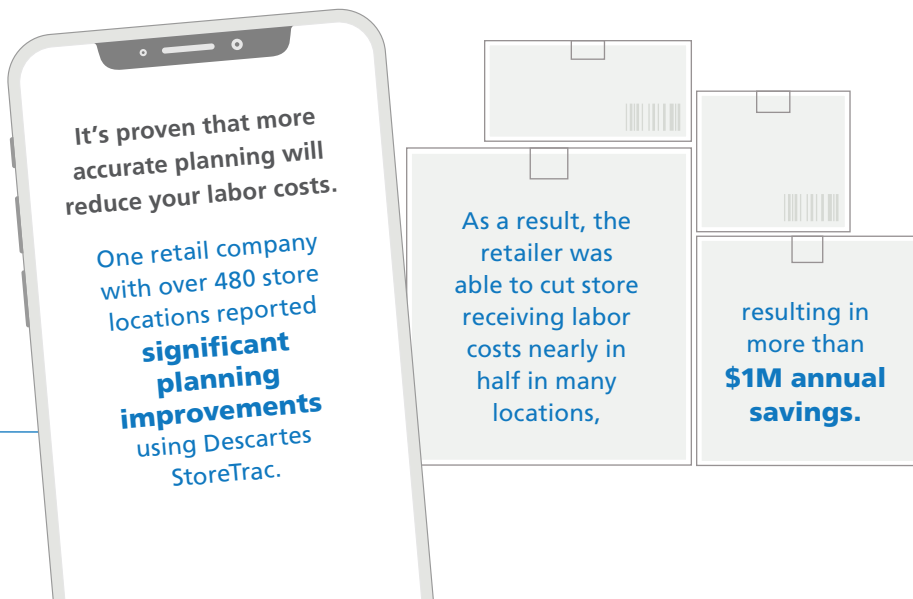 It's proven that more
accurate planning will
reduce your labor costs.
One retail company
with over 480 store
locations reported
significant
planning
improvements
using Descartes
StoreTrac.
As a result, the
retailer was
able to cut store
receiving labor
costs nearly in
half in many
locations,
resulting in
more than
$1M annual
savings.